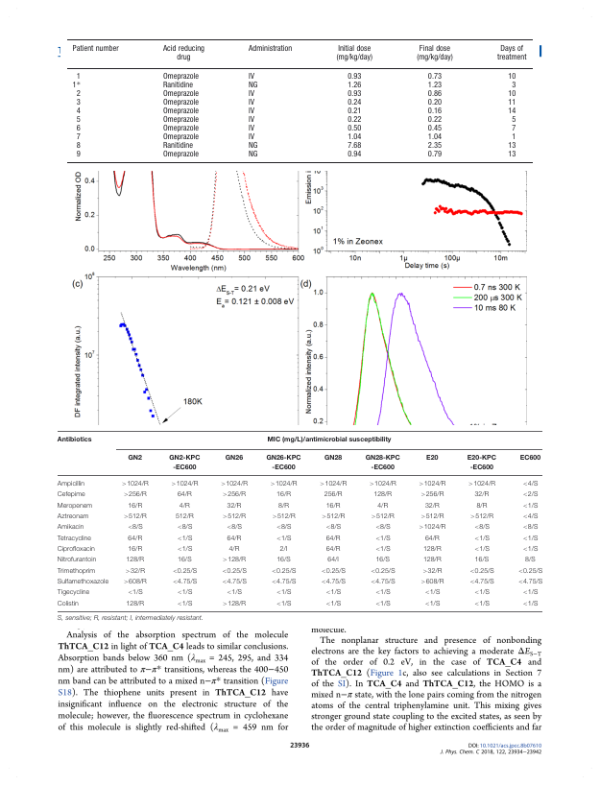 Patient number Acid reducing drug Administration Initial dose (mg/kg/day) Final dose (mg/kg/day) Days of treatment
1 Omeprazole IV 0.93 0.73 10
1* Ranitidine NG 1.26 1.23 3
2 Omeprazole IV 0.93 0.86 10
3 Omeprazole IV 0.24 0.20 11
4 Omeprazole IV 0.21 0.16 14
5 Omeprazole IV 0.22 0.22 5
6 Omeprazole IV 0.50 0.45 7
7 Omeprazole IV 1.04 1.04 1
8 Ranitidine NG 7.68 2.35 13
9 Omeprazole NG 0.94 0.79 13
Normalized OD
0.4
0.2
0.0
250 300 350 400 450 500 550 600
Wavelength (nm)
Emission
10³
10²
10¹
10⁰
1% in Zeonex
10n 1μ 100μ 10m
Delay time (s)
(c)
DF integrated intensity (a.u.)
10⁸
10⁷
ΔE_S-T = 0.21 eV
E_a = 0.121 ± 0.008 eV
180K
(d)
Normalized intensity (a.u.)
1.0
0.8
0.6
0.4
0.2
0.7 ns 300 K
200 μs 300 K
10 ms 80 K
Antibiotics MIC (mg/L)/antimicrobial susceptibility
GN2 GN2-KPC-EC600 GN26 GN26-KPC-EC600 GN28 GN28-KPC-EC600 E20 E20-KPC-EC600 EC600
Ampicillin >1024/R >1024/R >1024/R >1024/R >1024/R >1024/R >1024/R >1024/R <4/S
Cefepime >256/R 64/R >256/R 16/R 256/R 128/R >256/R 32/R <2/S
Meropenem 16/R 4/R 32/R 8/R 16/R 4/R 32/R 8/R <1/S
Aztreonam >512/R 512/R >512/R >512/R >512/R >512/R >512/R >512/R <4/S
Amikacin <8/S <8/S <8/S <8/S <8/S <8/S >1024/R <8/S <8/S
Tetracycline 64/R <1/S 64/R <1/S 64/R <1/S 64/R <1/S <1/S
Ciprofloxacin 16/R <1/S 4/R 2/I 64/R <1/S 128/R <1/S <1/S
Nitrofurantoin 128/R 16/S >128/R 16/S 64/I 16/S 128/R 16/S 8/S
Trimethoprim >32/R <0.25/S <0.25/S <0.25/S <0.25/S <0.25/S >32/R <0.25/S <0.25/S
Sulfamethoxazole >608/R <4.75/S <4.75/S <4.75/S <4.75/S <4.75/S >608/R <4.75/S <4.75/S
Tigecycline <1/S <1/S <1/S <1/S <1/S <1/S <1/S <1/S <1/S
Colistin 128/R <1/S >128/R <1/S <1/S <1/S <1/S <1/S <1/S
S, sensitive; R, resistant; I, intermediately resistant.
Analysis of the absorption spectrum of the molecule
ThTCA_C12 in light of TCA_C4 leads to similar conclusions.
Absorption bands below 360 nm (λmax = 245, 295, and 334
nm) are attributed to π−π* transitions, whereas the 400−450
nm band can be attributed to a mixed n−π* transition (Figure
S18). The thiophene units present in ThTCA_C12 have
insignificant influence on the electronic structure of the
molecule; however, the fluorescence spectrum in cyclohexane
of this molecule is slightly red-shifted (λmax = 459 nm for
molecule.
The nonplanar structure and presence of nonbonding
electrons are the key factors to achieving a moderate ΔE_S−T
of the order of 0.2 eV, in the case of TCA_C4 and
ThTCA_C12 (Figure 1c, also see calculations in Section 7
of the SI). In TCA_C4 and ThTCA_C12, the HOMO is a
mixed n−π state, with the lone pairs coming from the nitrogen
atoms of the central triphenylamine unit. This mixing gives
stronger ground state coupling to the excited states, as seen by
the order of magnitude of higher extinction coefficients and far
23936
DOI: 10.1021/acs.jpcc.8b07610
J. Phys. Chem. C 2018, 122, 23934−23942